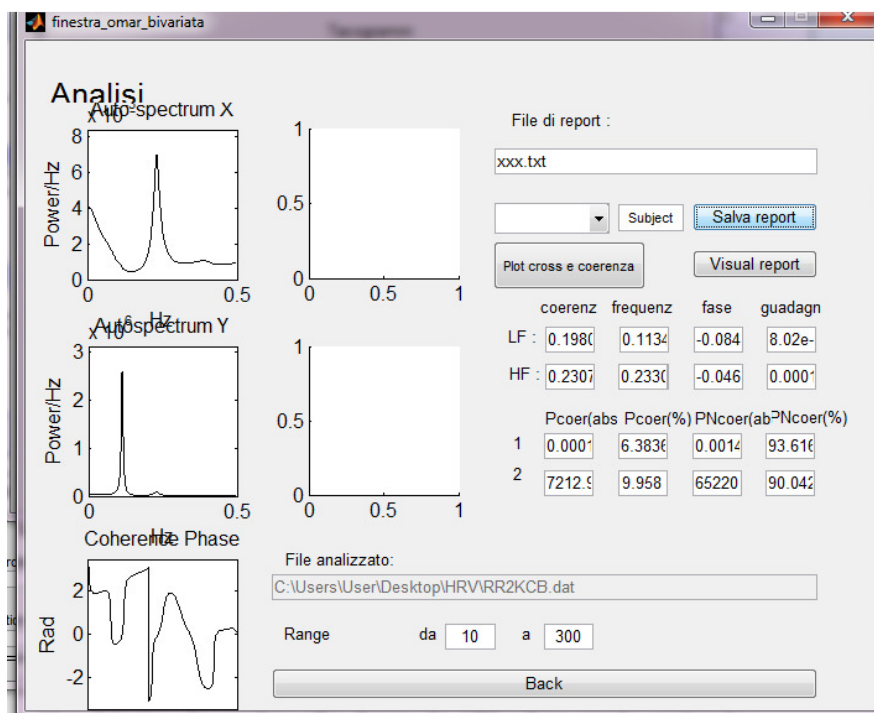 finestra_omar_bivariata
Analisi
Auto-spectrum X
Power/Hz
8
6
4
2
0
0 0.5
Hz
1
0.5
0
0 0.5 1
File di report :
xxx.txt
Subject
Salva report
Plot cross e coerenza
Visual report
coerenz frequenz fase guadagn
LF : 0.1980 0.1134 -0.084 8.02e-
HF : 0.2307 0.2330 -0.046 0.0001
Autospectrum Y
x 10
Power/Hz
3
2
1
0
0 0.5
Hz
1
0.5
0
0 0.5 1
Pcoer(abs Pcoer(%) PNcoer(ab PNcoer(%)
1 0.0001 6.3836 0.0014 93.616
2 7212.9 9.958 65220 90.042
Coherente Phase
Rad
2
0
-2
File analizzato:
C:\Users\User\Desktop\HRV\RR2KCB.dat
Range da 10 a 300
Back